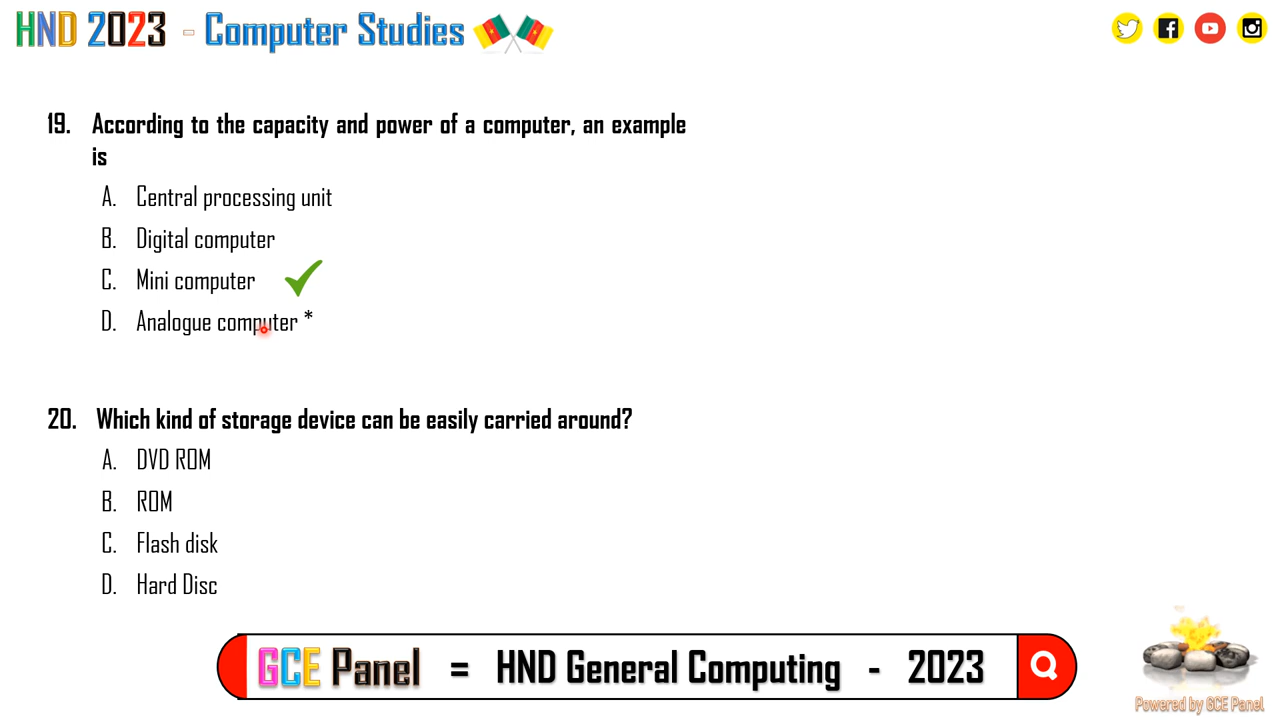 HND 2023 - Computer Studies
19. According to the capacity and power of a computer, an example
is
A. Central processing unit
B. Digital computer
C. Mini computer
D. Analogue computer *
20. Which kind of storage device can be easily carried around?
A. DVD ROM
B. ROM
C. Flash disk
D. Hard Disc
GCE Panel = HND General Computing - 2023
Powered by GCE Panel